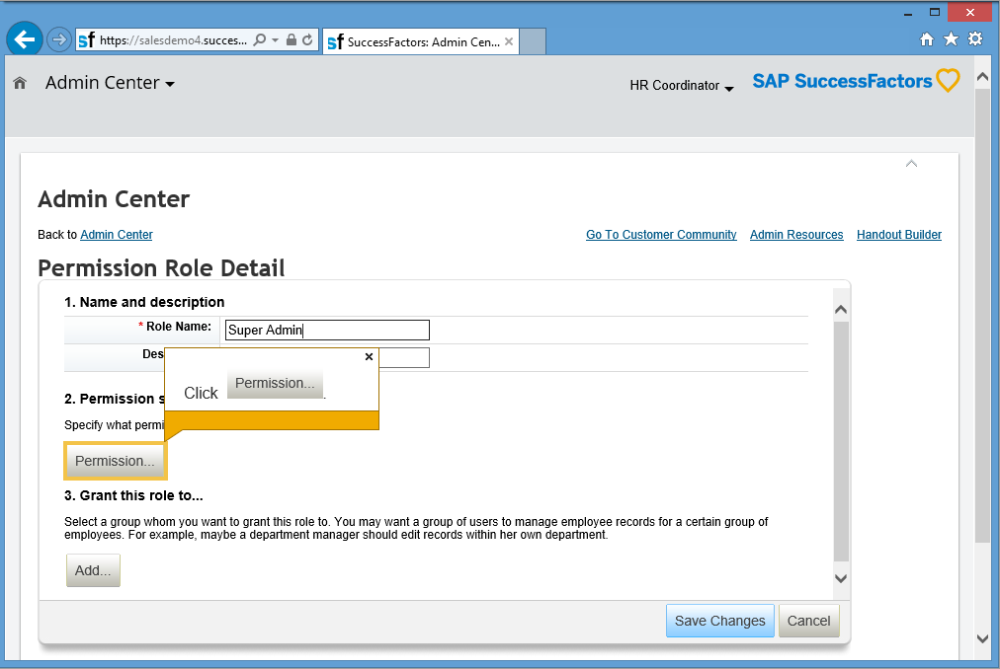 sf https://salesdemo4.succes...
sf SuccessFactors: Admin Cen...
Admin Center
HR Coordinator
SAP SuccessFactors
Admin Center
Back to Admin Center
Go To Customer Community Admin Resources Handout Builder
Permission Role Detail
1. Name and description
* Role Name: Super Admin
Des
Click Permission... .
2. Permission s
Specify what permi
Permission...
3. Grant this role to...
Select a group whom you want to grant this role to. You may want a group of users to manage employee records for a certain group of
employees. For example, maybe a department manager should edit records within her own department.
Add...
Save Changes Cancel